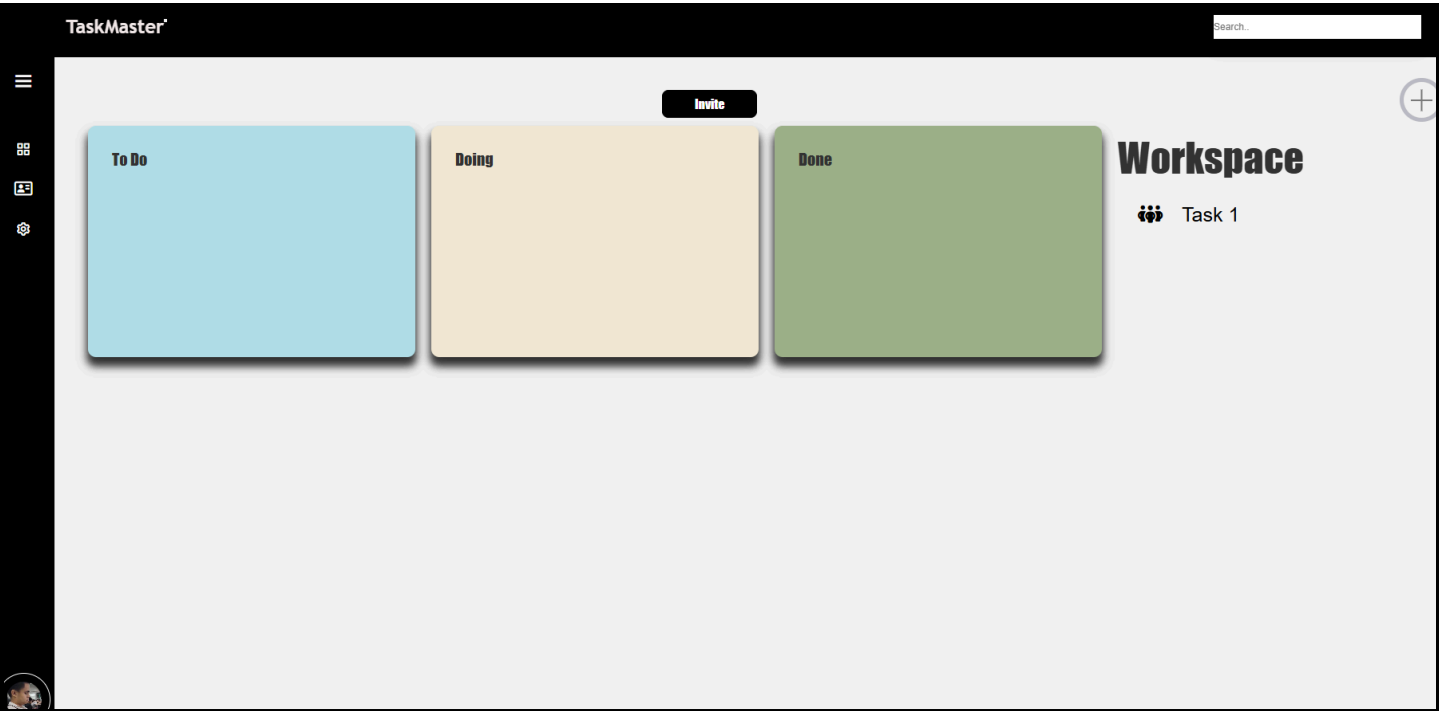 TaskMaster
Search..
Invite
To Do
Doing
Done
Workspace
Task 1